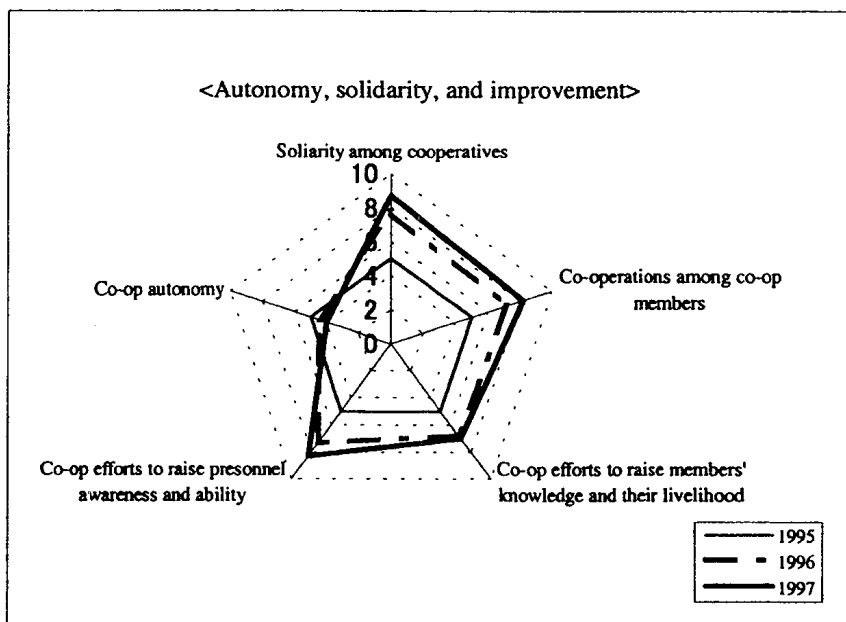 <Autonomy, solidarity, and improvement>
Soliarity among cooperatives
10
8
6
4
2
0
Co-op autonomy
Co-operations among co-op
members
Co-op efforts to raise presonnel
awareness and ability
Co-op efforts to raise members'
knowledge and their livelihood
1995
1996
1997